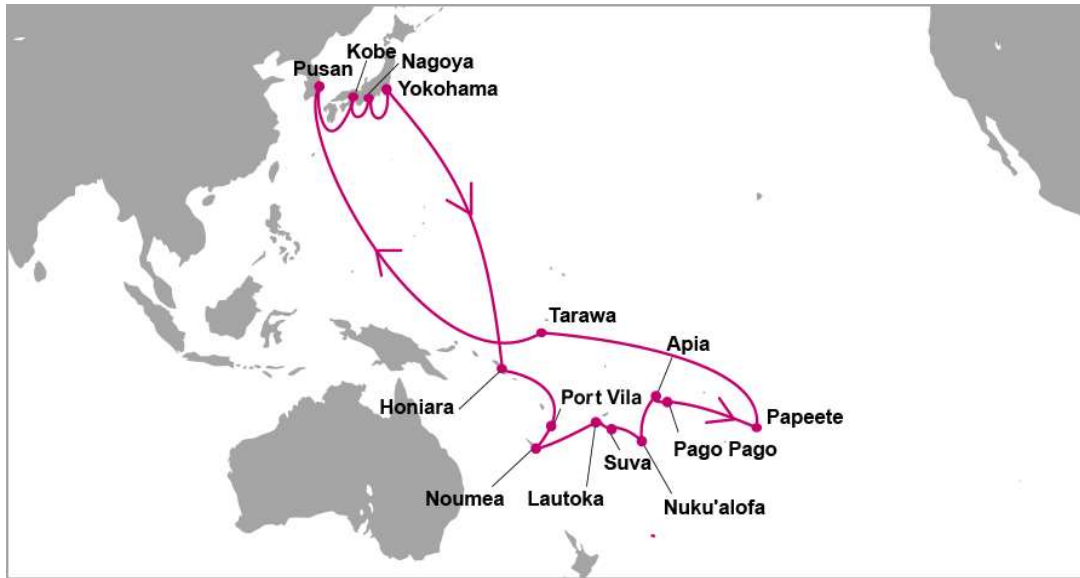 Kobe
Nagoya
Pusan
Yokohama
Tarawa
Apia
Honiara
Port Vila
Papeete
Pago Pago
Suva
Noumea
Lautoka
Nuku'alofa